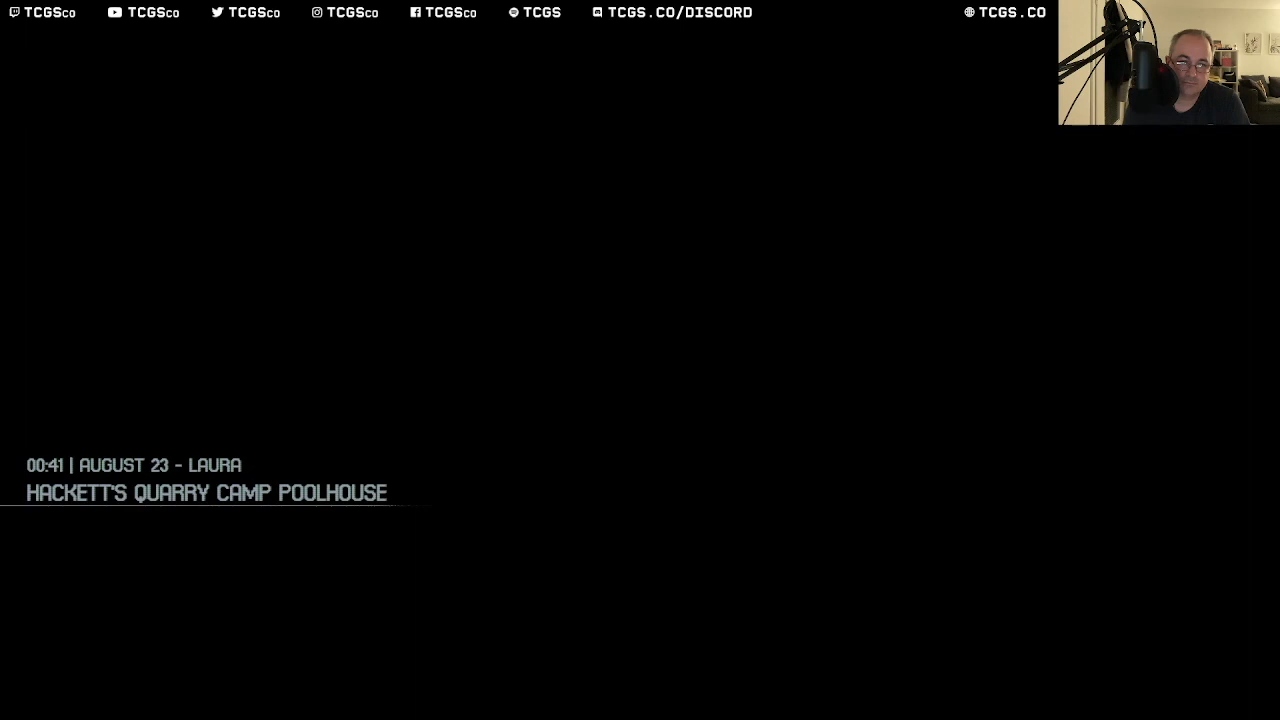 TCGSco TCGSco TCGSco TCGSco TCGSco TCGS TCGS.CO/DISCORD TCGS.CO
00:41 | AUGUST 23 - LAURA
HACKETT'S QUARRY CAMP POOLHOUSE